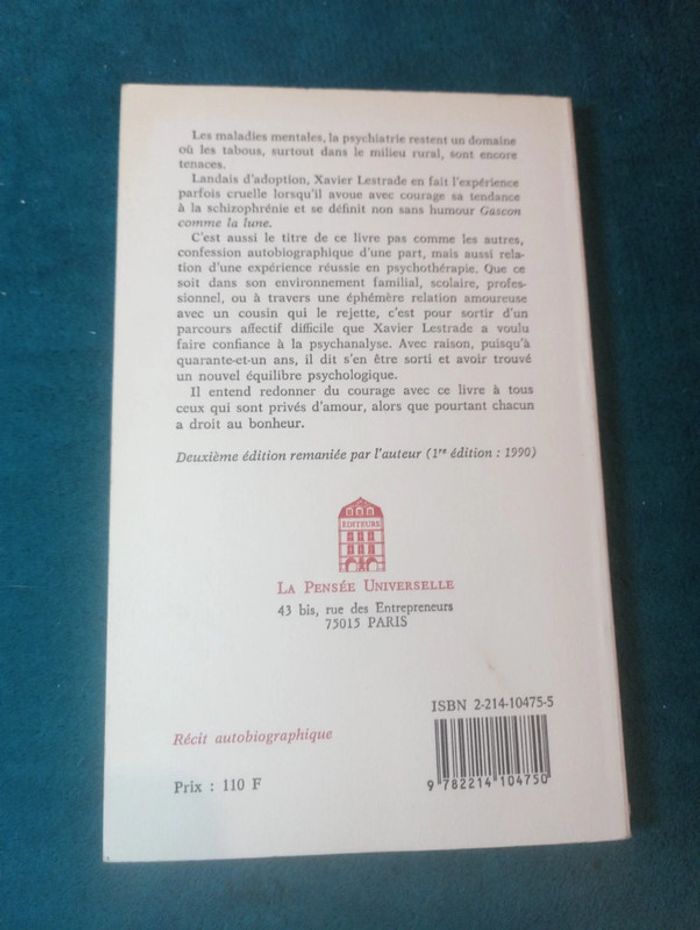 Les maladies mentales, la psychiatrie restent un domaine
où les tabous, surtout dans le milieu rural, sont encore
tenaces.
Landais d'adoption, Xavier Lestrade en fait l'expérience
parfois cruelle lorsqu'il avoue avec courage sa tendance
à la schizophrénie et se définit non sans humour Gascon
comme la lune.
C'est aussi le titre de ce livre pas comme les autres,
confession autobiographique d'une part, mais aussi rela-
tion d'une expérience réussie en psychothérapie. Que ce
soit dans son environnement familial, scolaire, profes-
sionnel, ou à travers une éphémère relation amoureuse
avec un cousin qui le rejette, c'est pour sortir d'un
parcours affectif difficile que Xavier Lestrade a voulu
faire confiance à la psychanalyse. Avec raison, puisqu'à
quarante-et-un ans, il dit s'en être sorti et avoir trouvé
un nouvel équilibre psychologique.
Il entend redonner du courage avec ce livre à tous
ceux qui sont privés d'amour, alors que pourtant chacun
a droit au bonheur.
Deuxième édition remaniée par l'auteur (1re édition : 1990)
EDITEURS
LA PENSÉE UNIVERSELLE
43 bis, rue des Entrepreneurs
75015 PARIS
ISBN 2-214-10475-5
Récit autobiographique
Prix : 110 F
9 782214 104750